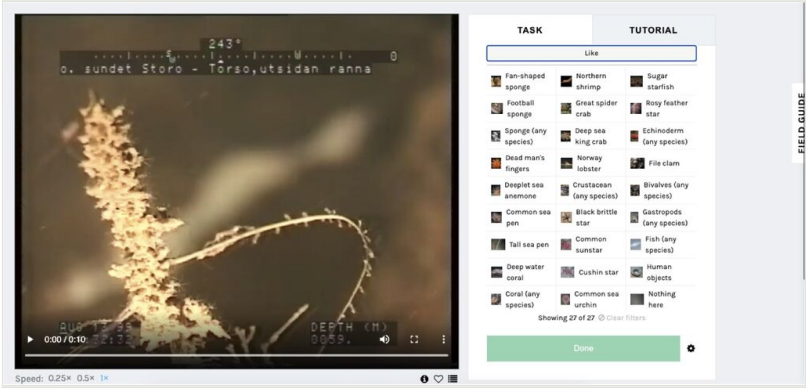 TASK
TUTORIAL
243°
S
W
0
o. sundet Storo - Torso,utsidan ranna
Like
Fan-shaped sponge
Northern shrimp
Sugar starfish
Football sponge
Great spider crab
Rosy feather star
Sponge (any species)
Deep sea king crab
Echinoderm (any species)
Dead man's fingers
Norway lobster
File clam
Deeplet sea anemone
Crustacean (any species)
Bivalves (any species)
Common sea pen
Black brittle star
Gastropods (any species)
Tall sea pen
Common sunstar
Fish (any species)
Deep water coral
Cushin star
Human objects
Coral (any species)
Common sea urchin
Nothing here
Showing 27 of 27
Clear filters
Done
FIELD GUIDE
DEPTH (M)
0059.
0:00 / 0:10
Speed: 0.25× 0.5× 1×